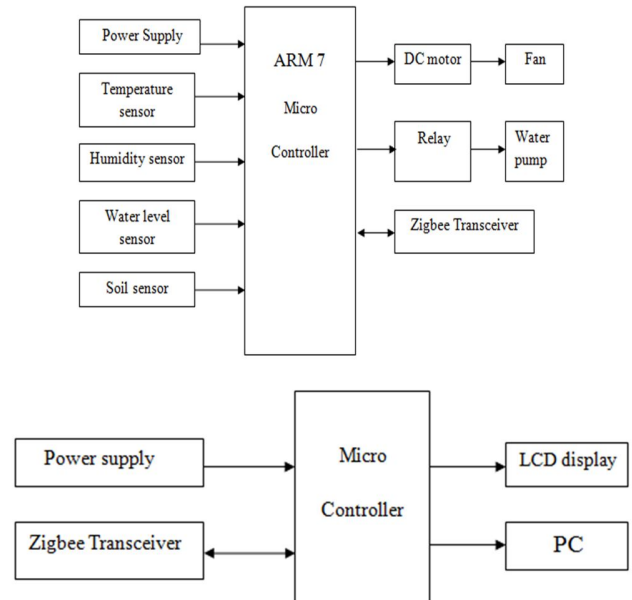 Power Supply
Temperature
sensor
Humidity sensor
Water level
sensor
Soil sensor
ARM 7
Micro
Controller
DC motor
Fan
Relay
Water
pump
Zigbee Transceiver
Power supply
Zigbee Transceiver
Micro
Controller
LCD display
PC